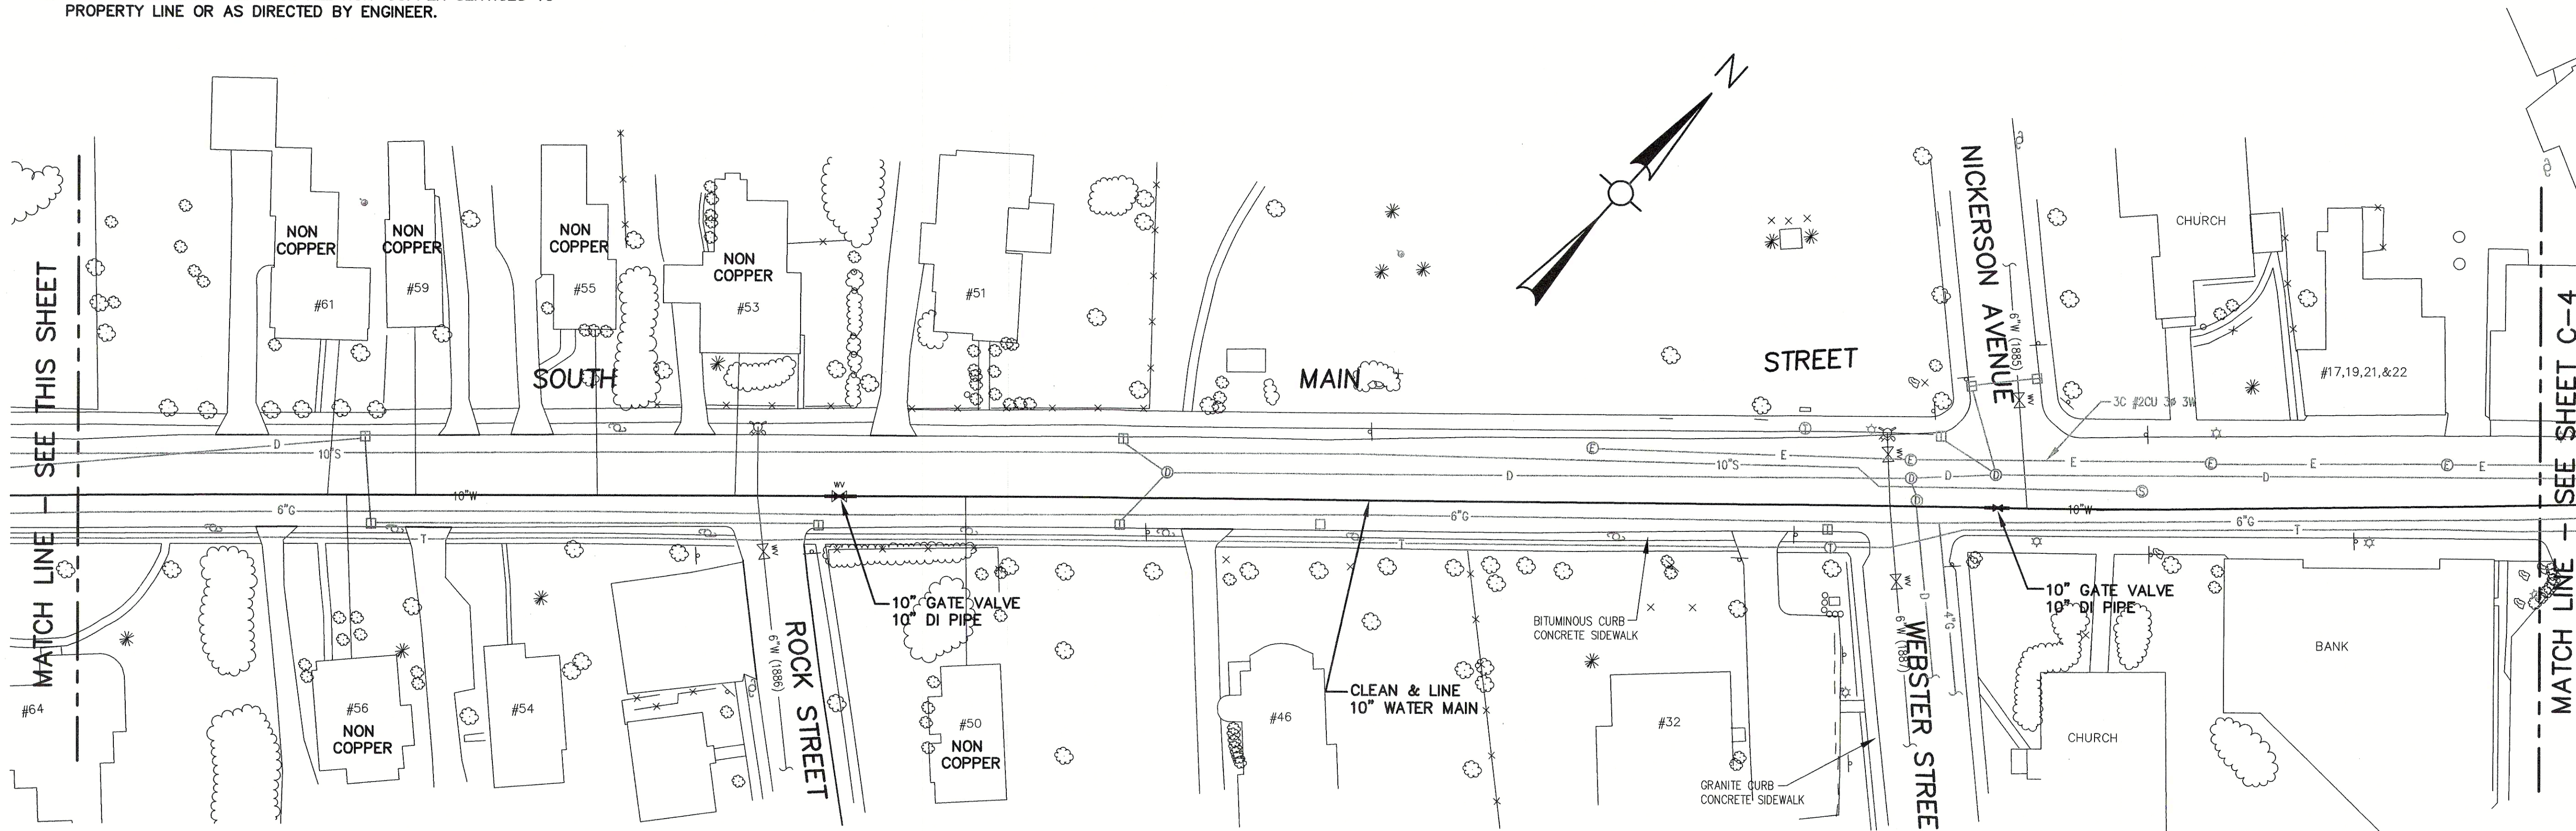 PROPERTY LINE OR AS DIRECTED BY ENGINEER.
N
MATCH LINE - SEE THIS SHEET
NON
COPPER
#61
NON
COPPER
#59
NON
COPPER
#55
NON
COPPER
#53
#51
SOUTH
MAIN
STREET
NICKERSON AVENUE
6"W (1885)
WV
CHURCH
#17,19,21,&22
3C #2CU 3ø 3W
MATCH LINE - SEE SHEET C-4
D
10"S
10"S
D
D
E
E
E
E
E
E
E
D
D
D
D
D
D
S
T
WV
10"W
WV
10"W
6"G
6"G
6"G
T
T
T
T
WV
WV
10" GATE VALVE
10" DI PIPE
10" GATE VALVE
10" DI PIPE
BITUMINOUS CURB
CONCRETE SIDEWALK
CLEAN & LINE
10" WATER MAIN
ROCK STREET
6"W (1886)
WEBSTER STREE
D
4"G
#64
#56
NON
COPPER
#54
#50
NON
COPPER
#46
#32
GRANITE CURB
CONCRETE SIDEWALK
CHURCH
BANK